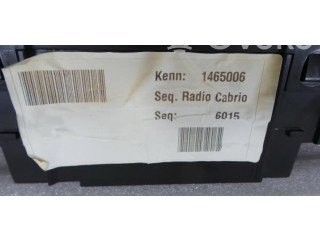 Kenn: 1465006
Seq. Radio Cabrio
Seq: 6015